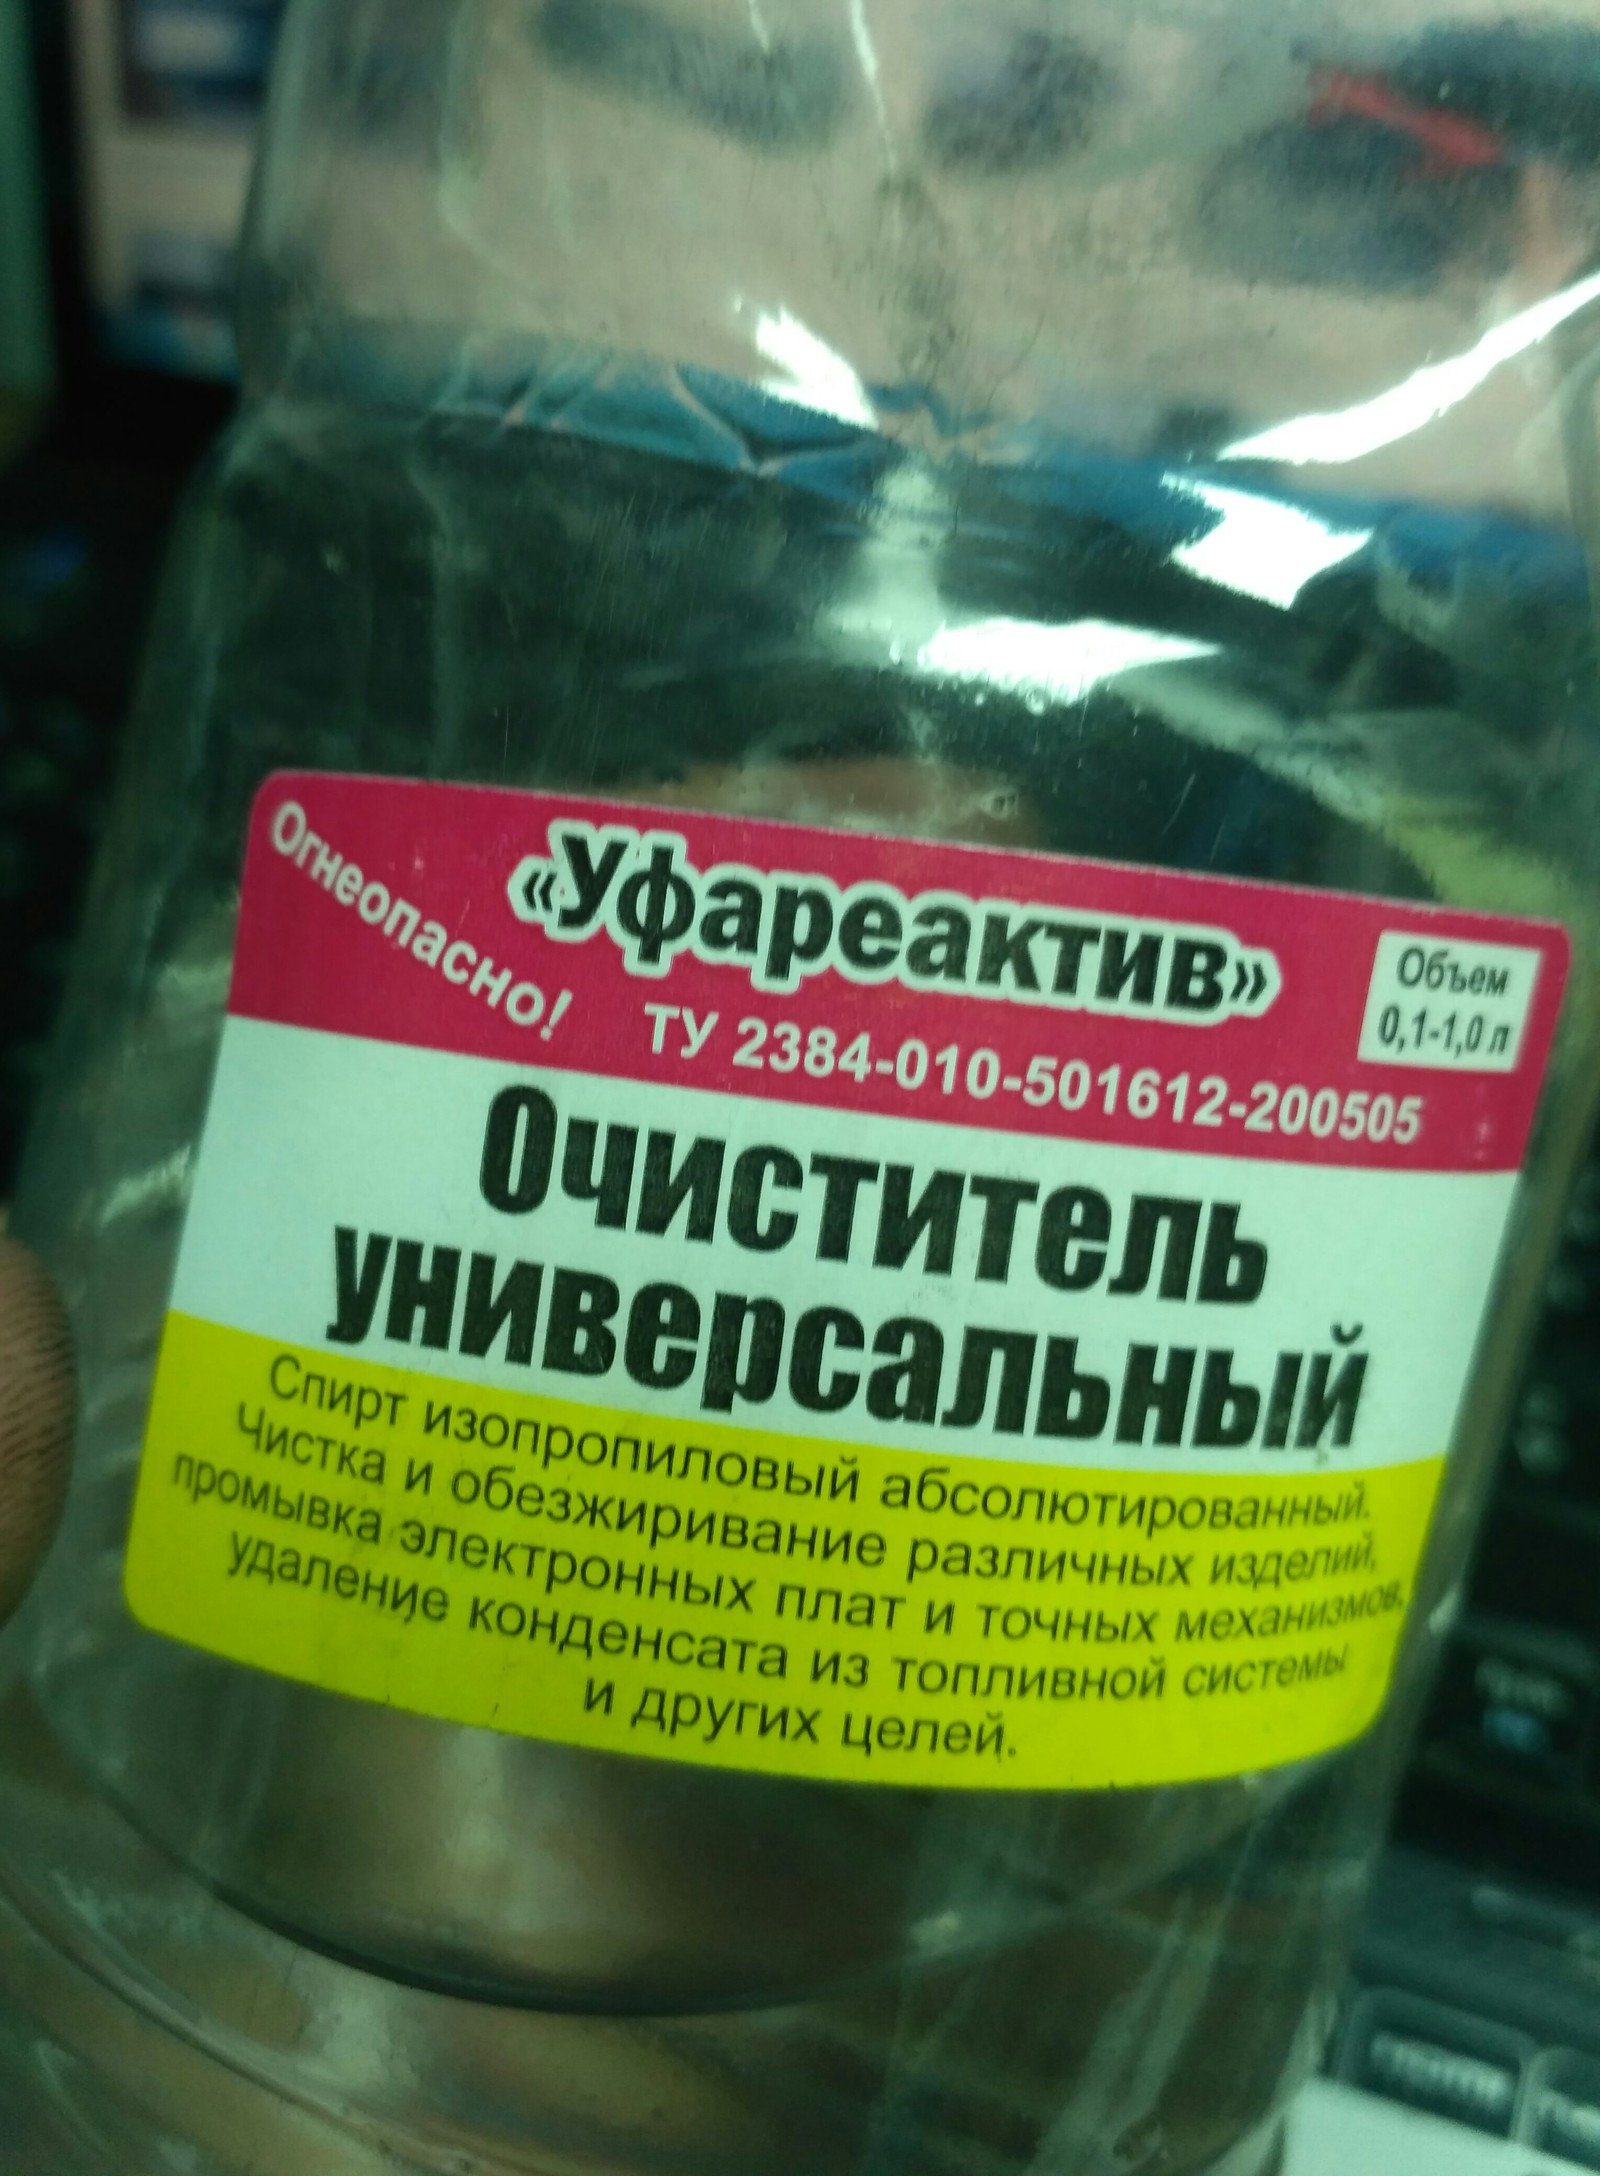 Огнеопасно!
«Уфареактив»
Объем
0,1-1,0 л
ТУ 2384-010-501612-200505
Очиститель
универсальный
Спирт изопропиловый абсолютированный.
Чистка и обезжиривание различных изделий,
промывка электронных плат и точных механизмов,
удаление конденсата из топливной системы
и других целей.